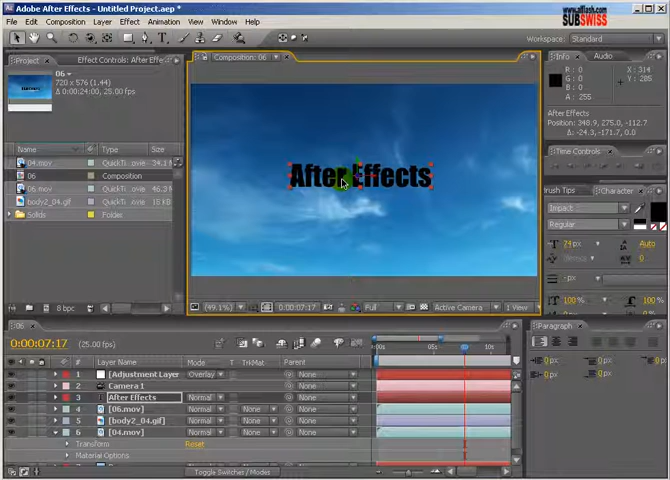 Adobe After Effects - Untitled Project.aep *
www.afflash.com
SUBSWISS
File Edit Composition Layer Effect Animation View Window Help
Workspace: Standard
Project Effect Controls: After Effe
Composition: 06
Info Audio
06
720 x 576 (1.44)
Δ 0:00:24:00, 25.00 fps
R : 0
G : 0
B : 0
A : 255
X : 314
Y : 285
After Effects
Position: 348.9, 275.0, -112.7
Δ: -24.3, -171.7, 0.0
Time Controls
Name Type Size
04.mov QuickTi...ovie 34.1
06 Composition
06.mov QuickTi...ovie 46.3
body2_04.gif QuickTi...ovie 18 KB
Solids Folder
After Effects
Brush Tips Character
Impact
Regular
74 px Auto
0
- px
100 % 100 %
8 bpc
(49.1%) 0:00:07:17 Full Active Camera 1 View
06
0:00:07:17 (25.00 fps)
Paragraph
# Layer Name Mode T TrkMat Parent
:00s 05s 10s
1 [Adjustment Layer Overlay None
2 Camera 1 None
3 After Effects Normal None
4 [06.mov] Normal None None
5 [body2_04.gif] Normal None None
6 [04.mov] Normal None None
Transform Reset
Material Options
Toggle Switches / Modes
+0 px
+0 px